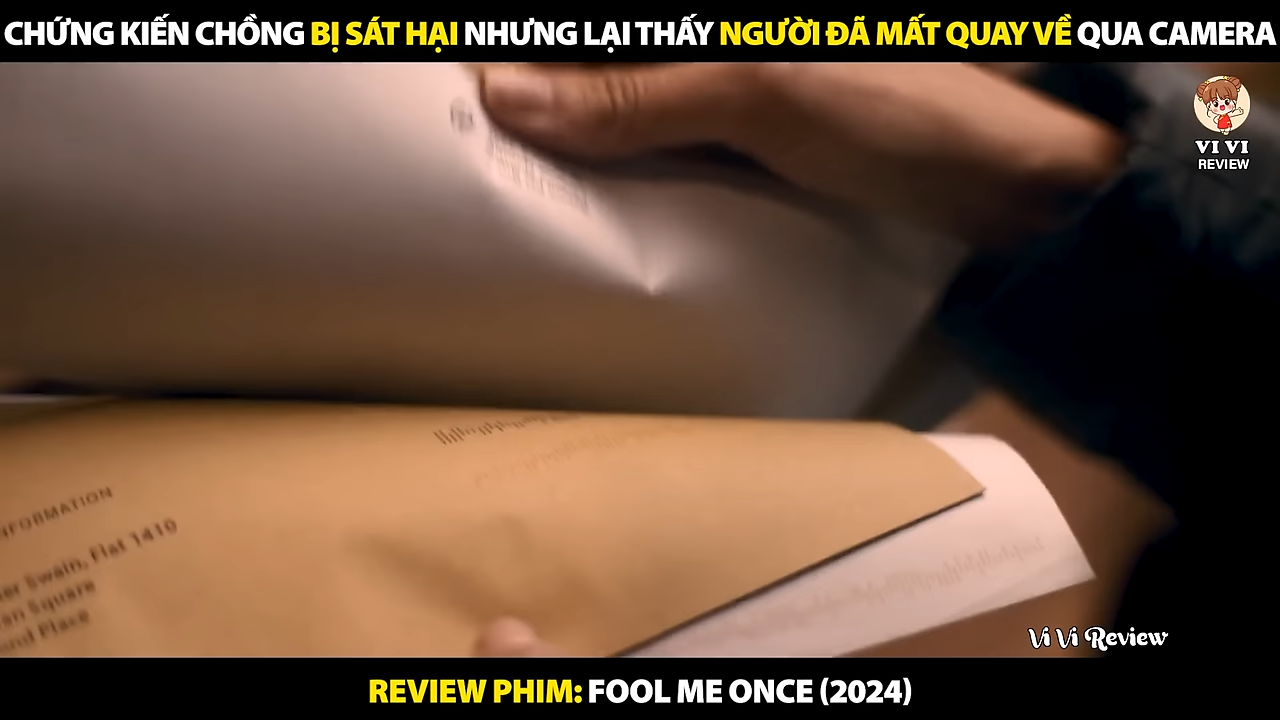 CHỨNG KIẾN CHỒNG BỊ SÁT HẠI NHƯNG LẠI THẤY NGƯỜI ĐÃ MẤT QUAY VỀ QUA CAMERA
VI VI
REVIEW
Swain, Flat 1410
Square
Place
Vi Vi Review
REVIEW PHIM: FOOL ME ONCE (2024)